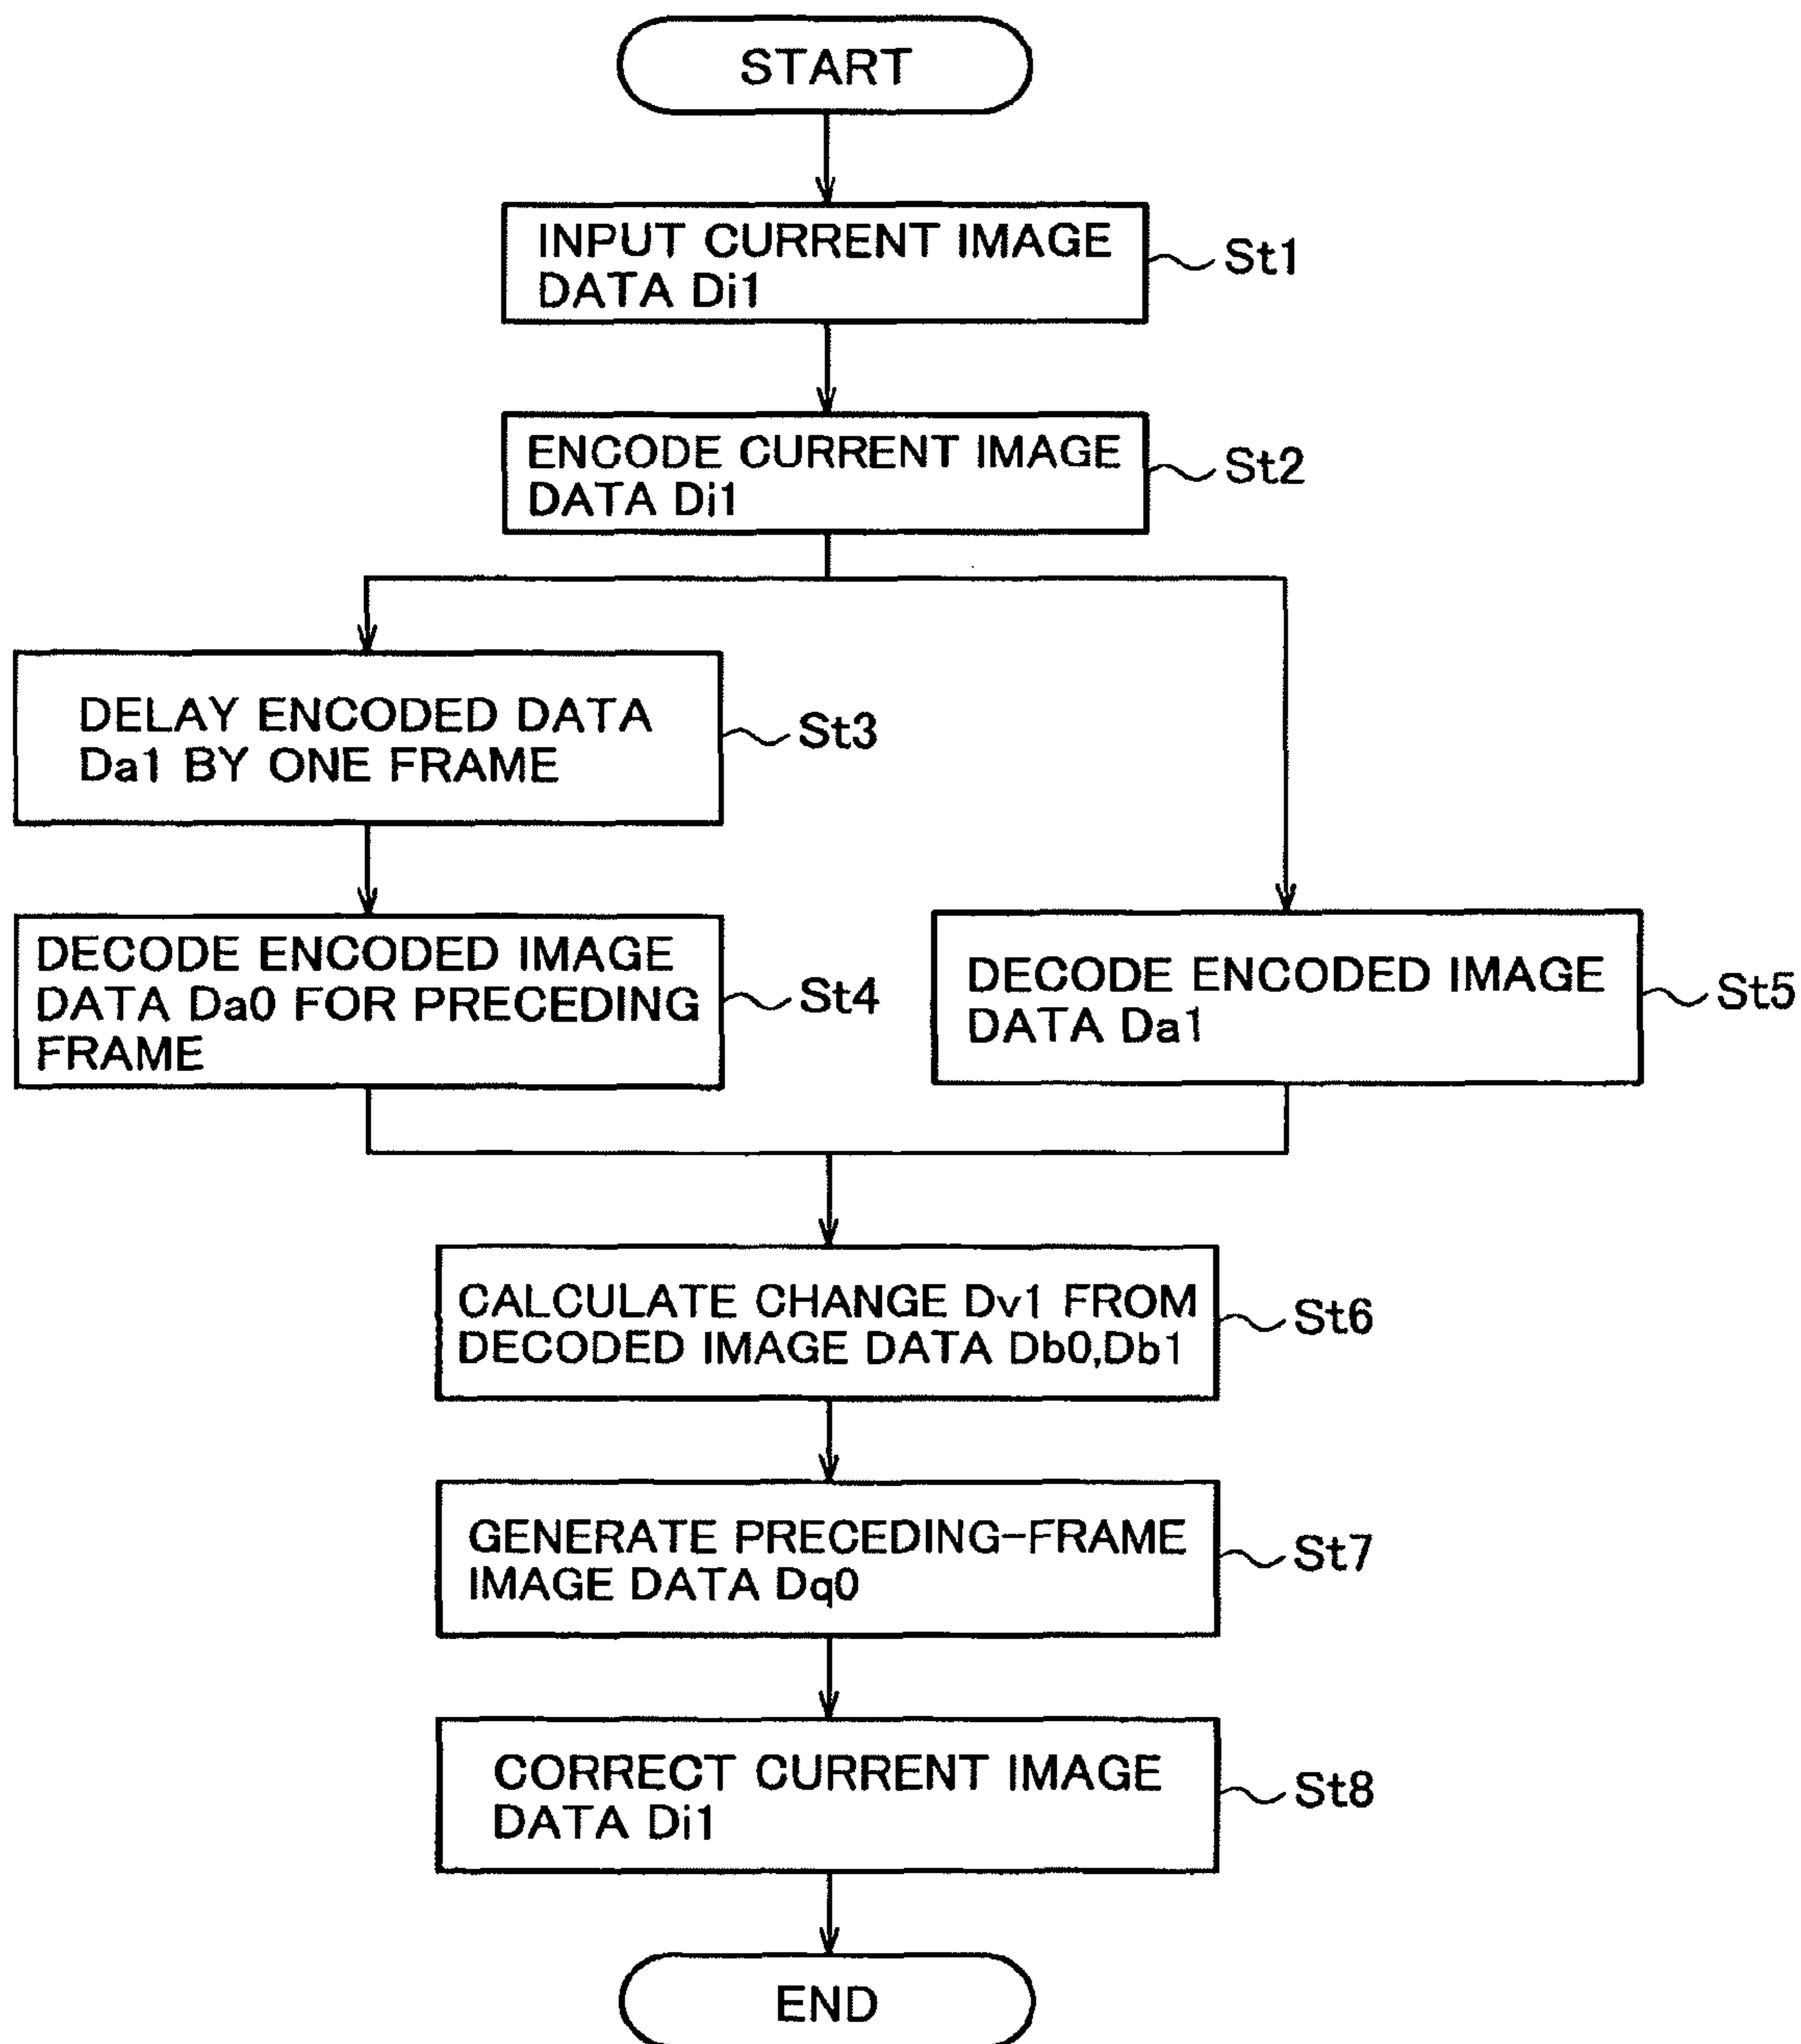 START
INPUT CURRENT IMAGE
DATA Di1
St1
ENCODE CURRENT IMAGE
DATA Di1
St2
DELAY ENCODED DATA
Da1 BY ONE FRAME
St3
DECODE ENCODED IMAGE
DATA Da0 FOR PRECEDING
FRAME
St4
DECODE ENCODED IMAGE
DATA Da1
St5
CALCULATE CHANGE Dv1 FROM
DECODED IMAGE DATA Db0,Db1
St6
GENERATE PRECEDING-FRAME
IMAGE DATA Dq0
St7
CORRECT CURRENT IMAGE
DATA Di1
St8
END